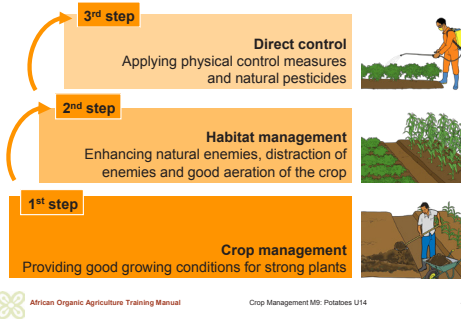 3rd step
Direct control
Applying physical control measures
and natural pesticides
2nd step
Habitat management
Enhancing natural enemies, distraction of
enemies and good aeration of the crop
1st step
Crop management
Providing good growing conditions for strong plants
African Organic Agriculture Training Manual
Crop Management M9: Potatoes U14